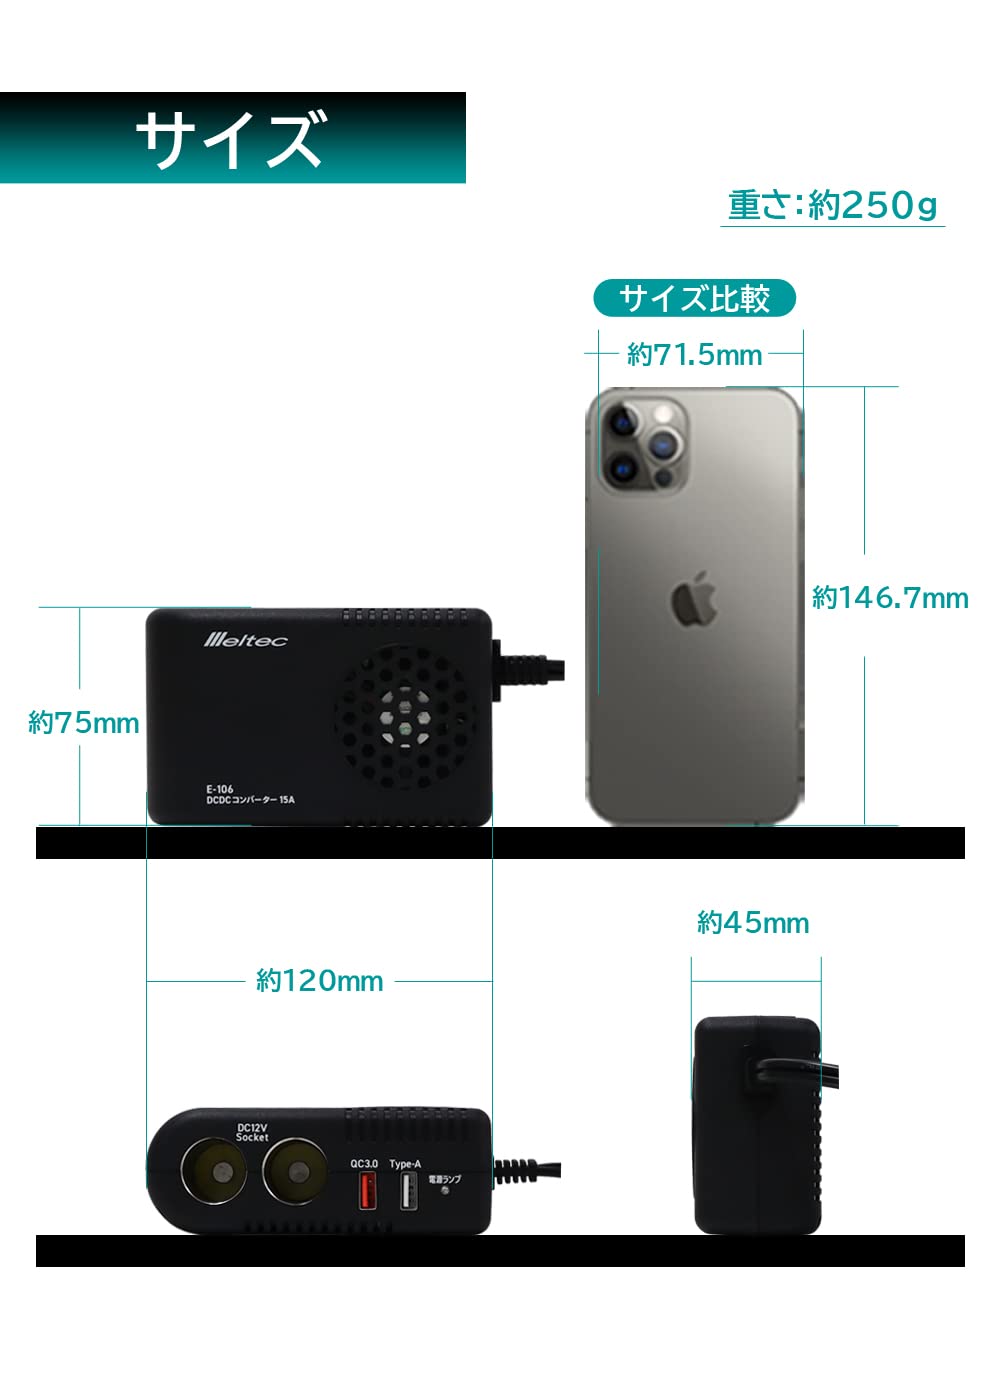 サイズ
重さ：約250g
サイズ比較
約71.5mm
約146.7mm
Meltec
約75mm
E-106
DCDCコンバーター 15A
約45mm
約120mm
DC12V
Socket
QC3.0 Type-A
電源ランプ